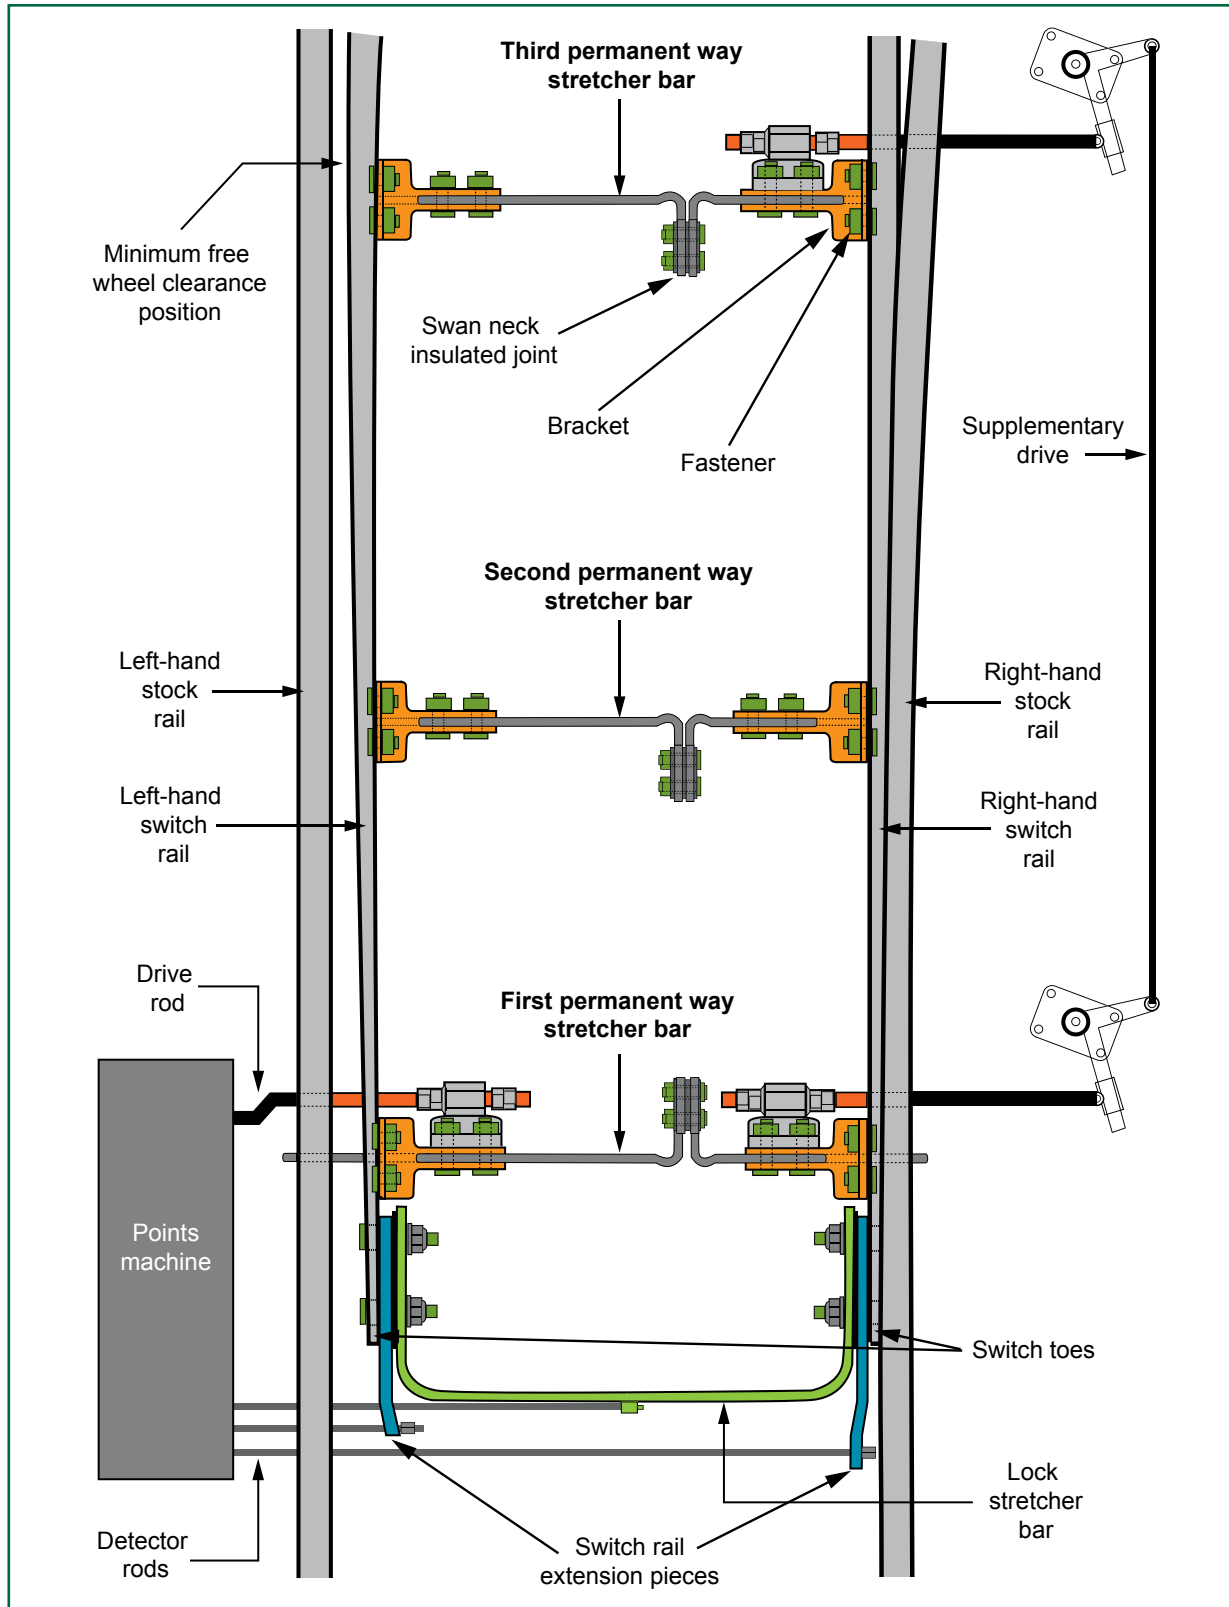 Third permanent way
stretcher bar
Minimum free
wheel clearance
position
Swan neck
insulated joint
Bracket
Fastener
Supplementary
drive
Second permanent way
stretcher bar
Left-hand
stock
rail
Right-hand
stock
rail
Left-hand
switch
rail
Right-hand
switch
rail
Drive
rod
First permanent way
stretcher bar
Points
machine
Switch toes
Lock
stretcher
bar
Detector
rods
Switch rail
extension pieces